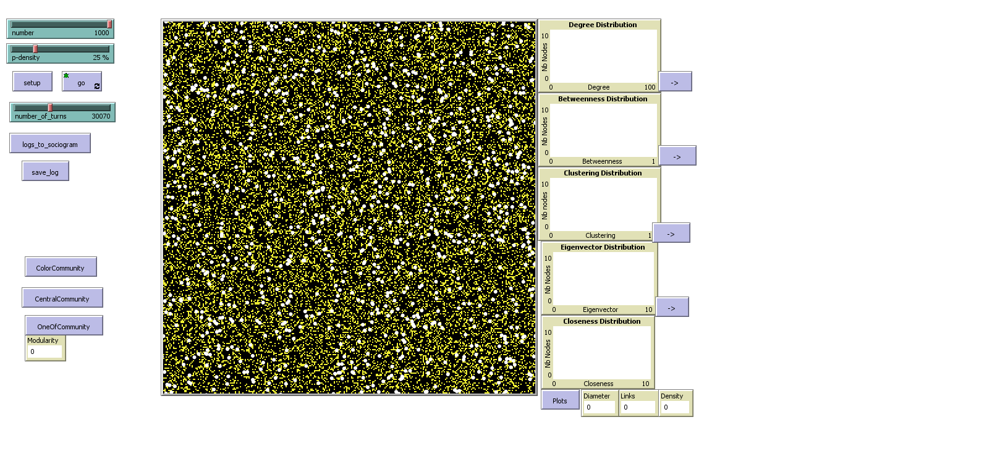 number 1000
p-density 25 %
setup
go
number_of_turns 30070
logs_to_sociogram
save_log
ColorCommunity
CentralCommunity
OneOfCommunity
Modularity
0
Degree Distribution
10
Nb Nodes
0
0 Degree 100
->
Betweenness Distribution
10
Nb Nodes
0
0 Betweenness 1
->
Clustering Distribution
10
Nb nodes
0
0 Clustering 1
->
Eigenvector Distribution
10
Nb Nodes
0
0 Eigenvector 10
->
Closeness Distribution
10
Nb Nodes
0
0 Closeness 10
Plots
Diameter
0
Links
0
Density
0